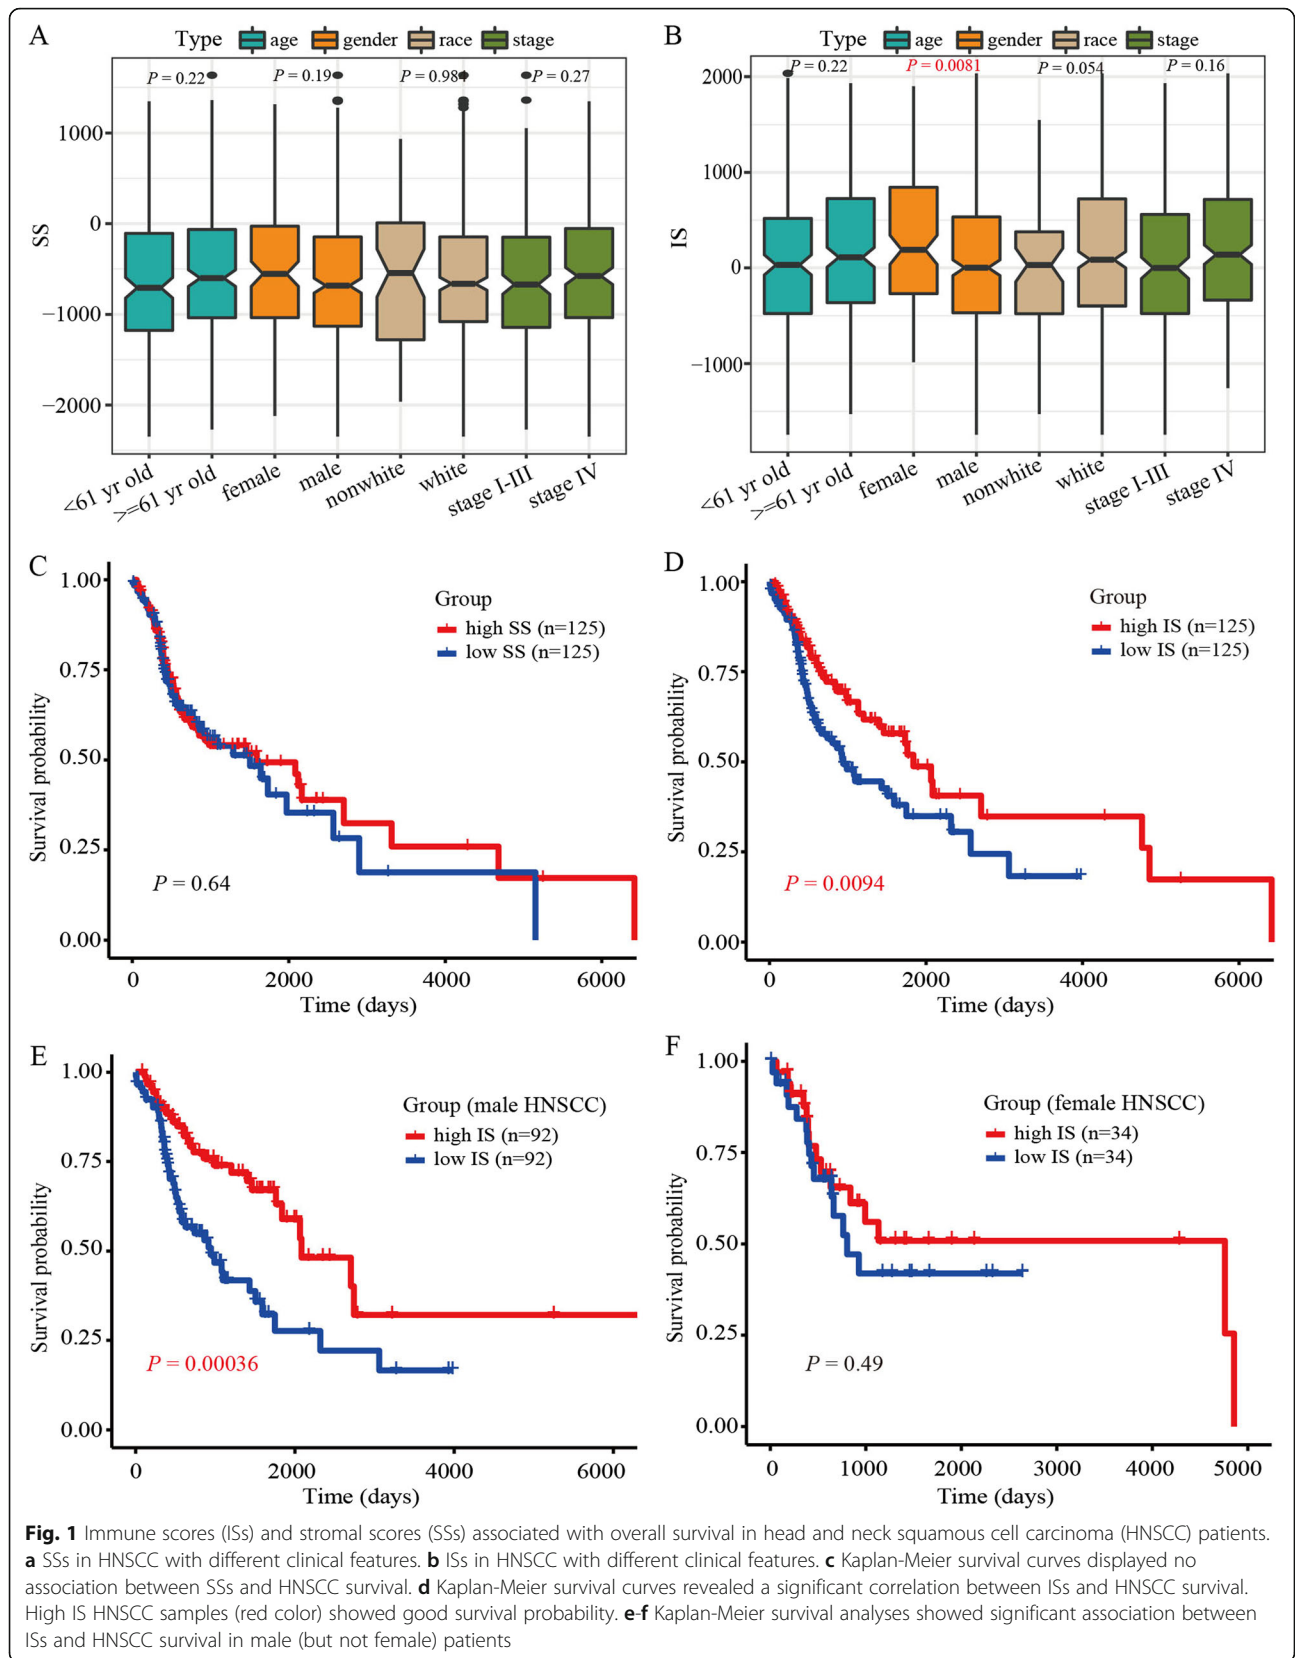 A
Type age gender race stage
P = 0.22
P = 0.19
P = 0.98
P = 0.27
1000
0
−1000
−2000
SS
<61 yr old
>=61 yr old
female
male
nonwhite
white
stage I-III
stage IV
B
Type age gender race stage
P = 0.22
P = 0.0081
P = 0.054
P = 0.16
2000
1000
0
−1000
IS
<61 yr old
>=61 yr old
female
male
nonwhite
white
stage I-III
stage IV
C
Group
high SS (n=125)
low SS (n=125)
1.00
0.75
0.50
0.25
0.00
Survival probability
P = 0.64
0 2000 4000 6000
Time (days)
D
Group
high IS (n=125)
low IS (n=125)
1.00
0.75
0.50
0.25
0.00
Survival probability
P = 0.0094
0 2000 4000 6000
Time (days)
E
Group (male HNSCC)
high IS (n=92)
low IS (n=92)
1.00
0.75
0.50
0.25
0.00
Survival probability
P = 0.00036
0 2000 4000 6000
Time (days)
F
Group (female HNSCC)
high IS (n=34)
low IS (n=34)
1.00
0.75
0.50
0.25
0.00
Survival probability
P = 0.49
0 1000 2000 3000 4000 5000
Time (days)
Fig. 1 Immune scores (ISs) and stromal scores (SSs) associated with overall survival in head and neck squamous cell carcinoma (HNSCC) patients.
a SSs in HNSCC with different clinical features. b ISs in HNSCC with different clinical features. c Kaplan-Meier survival curves displayed no
association between SSs and HNSCC survival. d Kaplan-Meier survival curves revealed a significant correlation between ISs and HNSCC survival.
High IS HNSCC samples (red color) showed good survival probability. e-f Kaplan-Meier survival analyses showed significant association between
ISs and HNSCC survival in male (but not female) patients